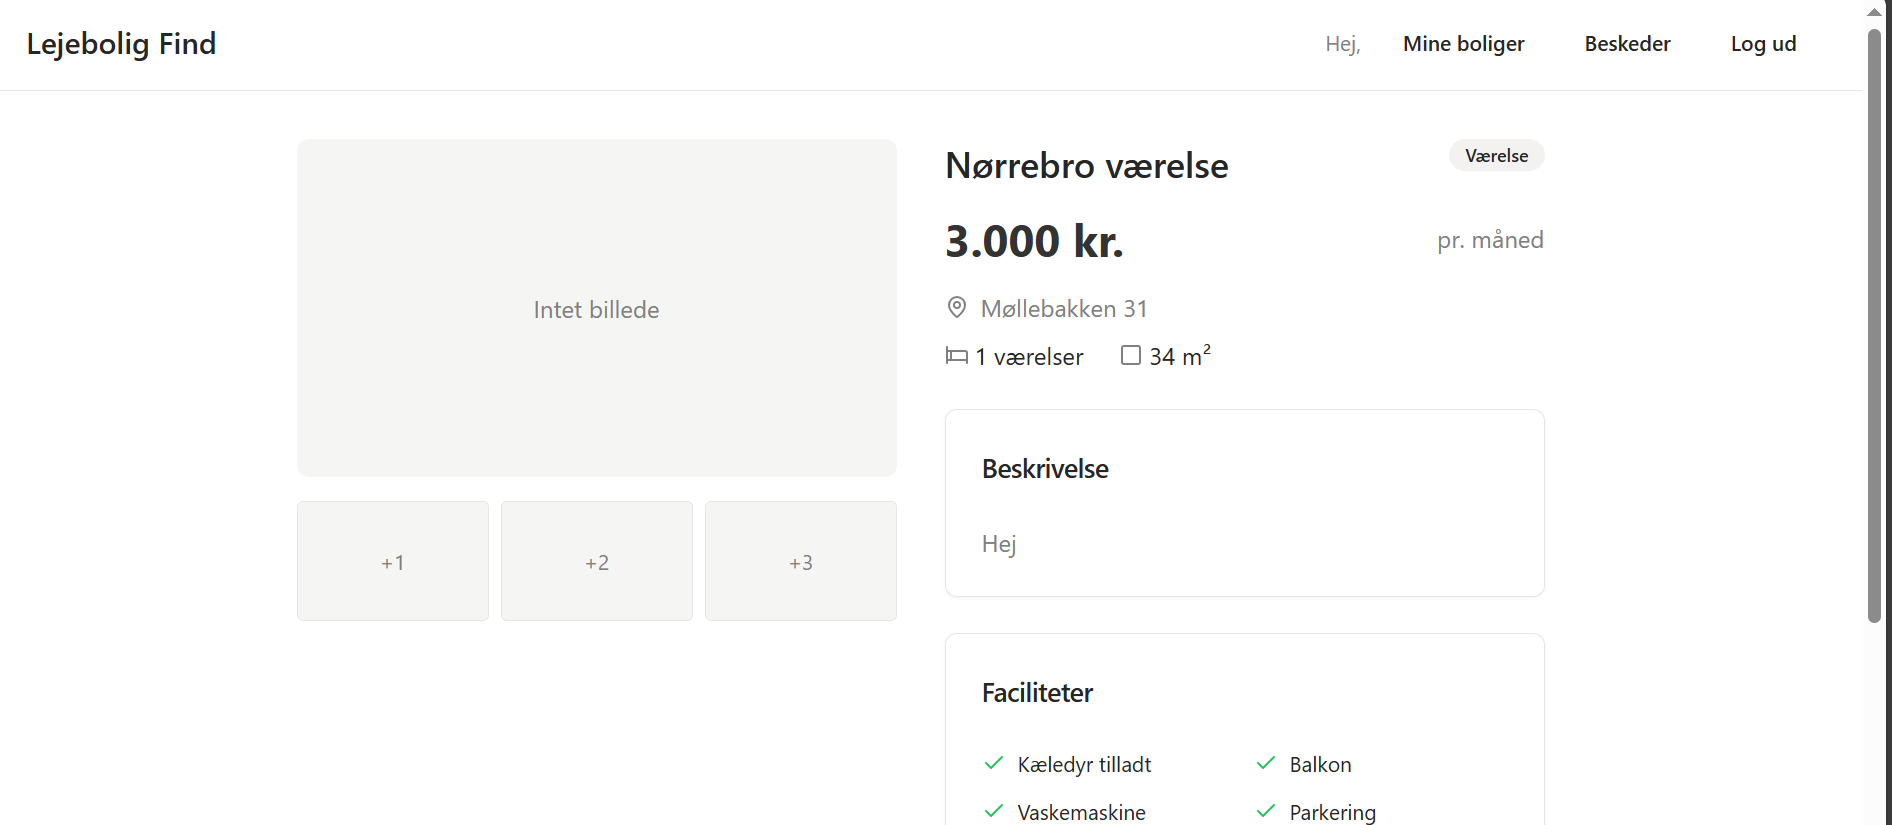 Lejebolig Find
Hej,
Mine boliger
Beskeder
Log ud
Intet billede
+1
+2
+3
Nørrebro værelse
Værelse
3.000 kr.
pr. måned
Møllebakken 31
1 værelser
34 m²
Beskrivelse
Hej
Faciliteter
Kæledyr tilladt
Balkon
Vaskemaskine
Parkering